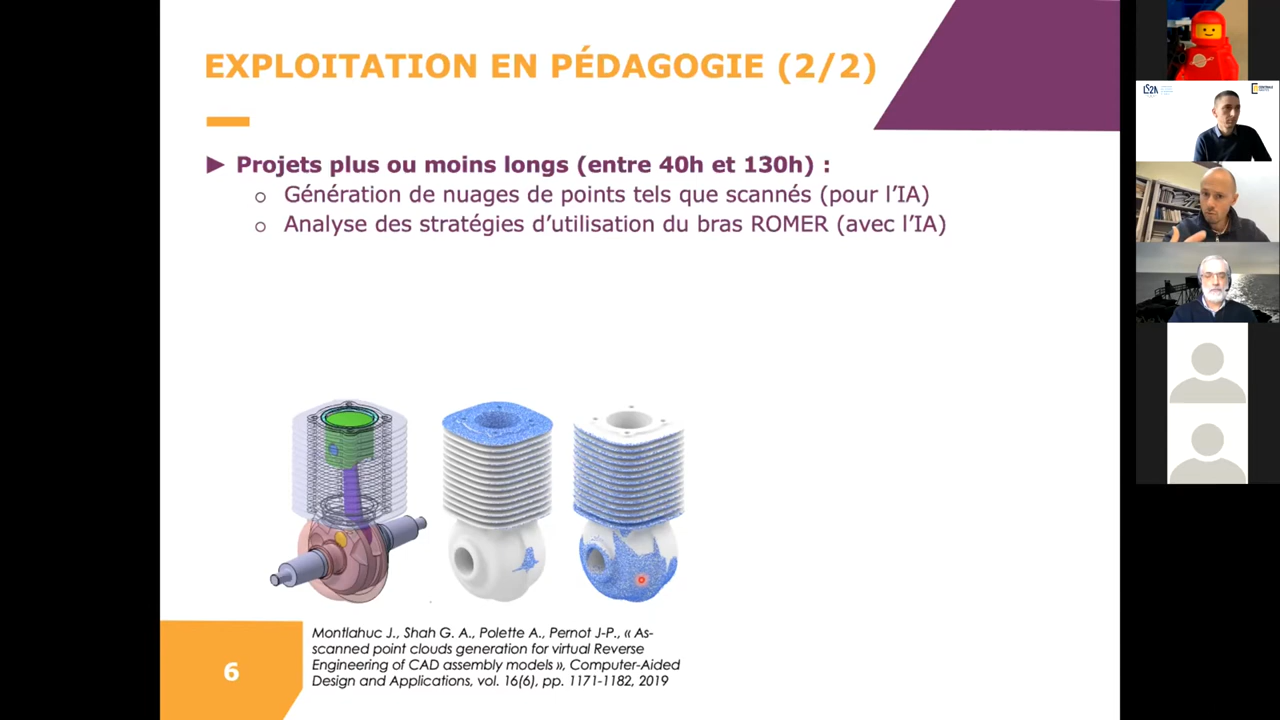 EXPLOITATION EN PÉDAGOGIE (2/2)
► Projets plus ou moins longs (entre 40h et 130h) :
o Génération de nuages de points tels que scannés (pour l'IA)
o Analyse des stratégies d'utilisation du bras ROMER (avec l'IA)
Montlahuc J., Shah G. A., Polette A., Pernot J-P., « As-
scanned point clouds generation for virtual Reverse
Engineering of CAD assembly models », Computer-Aided
Design and Applications, vol. 16(6), pp. 1171-1182, 2019
6